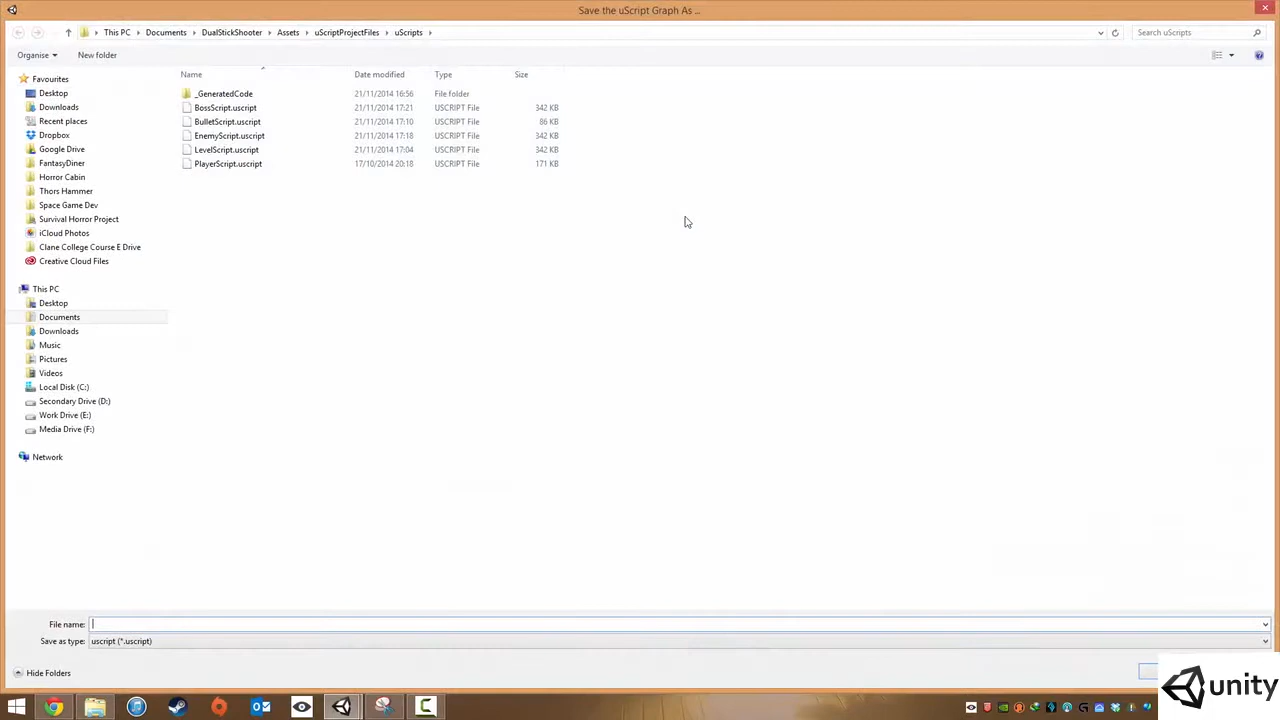 Save the uScript Graph As ...
This PC Documents DualStickShooter Assets uScriptProjectFiles uScripts Search uScripts
Organise New folder
Name Date modified Type Size
Favourites
Desktop
Downloads
Recent places
Dropbox
Google Drive
FantasyDiner
Horror Cabin
Thors Hammer
Space Game Dev
Survival Horror Project
iCloud Photos
Clane College Course E Drive
Creative Cloud Files
This PC
Desktop
Documents
Downloads
Music
Pictures
Videos
Local Disk (C:)
Secondary Drive (D:)
Work Drive (E:)
Media Drive (F:)
Network
_GeneratedCode 21/11/2014 16:56 File folder
BossScript.uscript 21/11/2014 17:21 USCRIPT File 342 KB
BulletScript.uscript 21/11/2014 17:10 USCRIPT File 86 KB
EnemyScript.uscript 21/11/2014 17:18 USCRIPT File 342 KB
LevelScript.uscript 21/11/2014 17:04 USCRIPT File 342 KB
PlayerScript.uscript 17/10/2014 20:18 USCRIPT File 171 KB
File name:
Save as type: uscript (*.uscript)
Hide Folders
unity